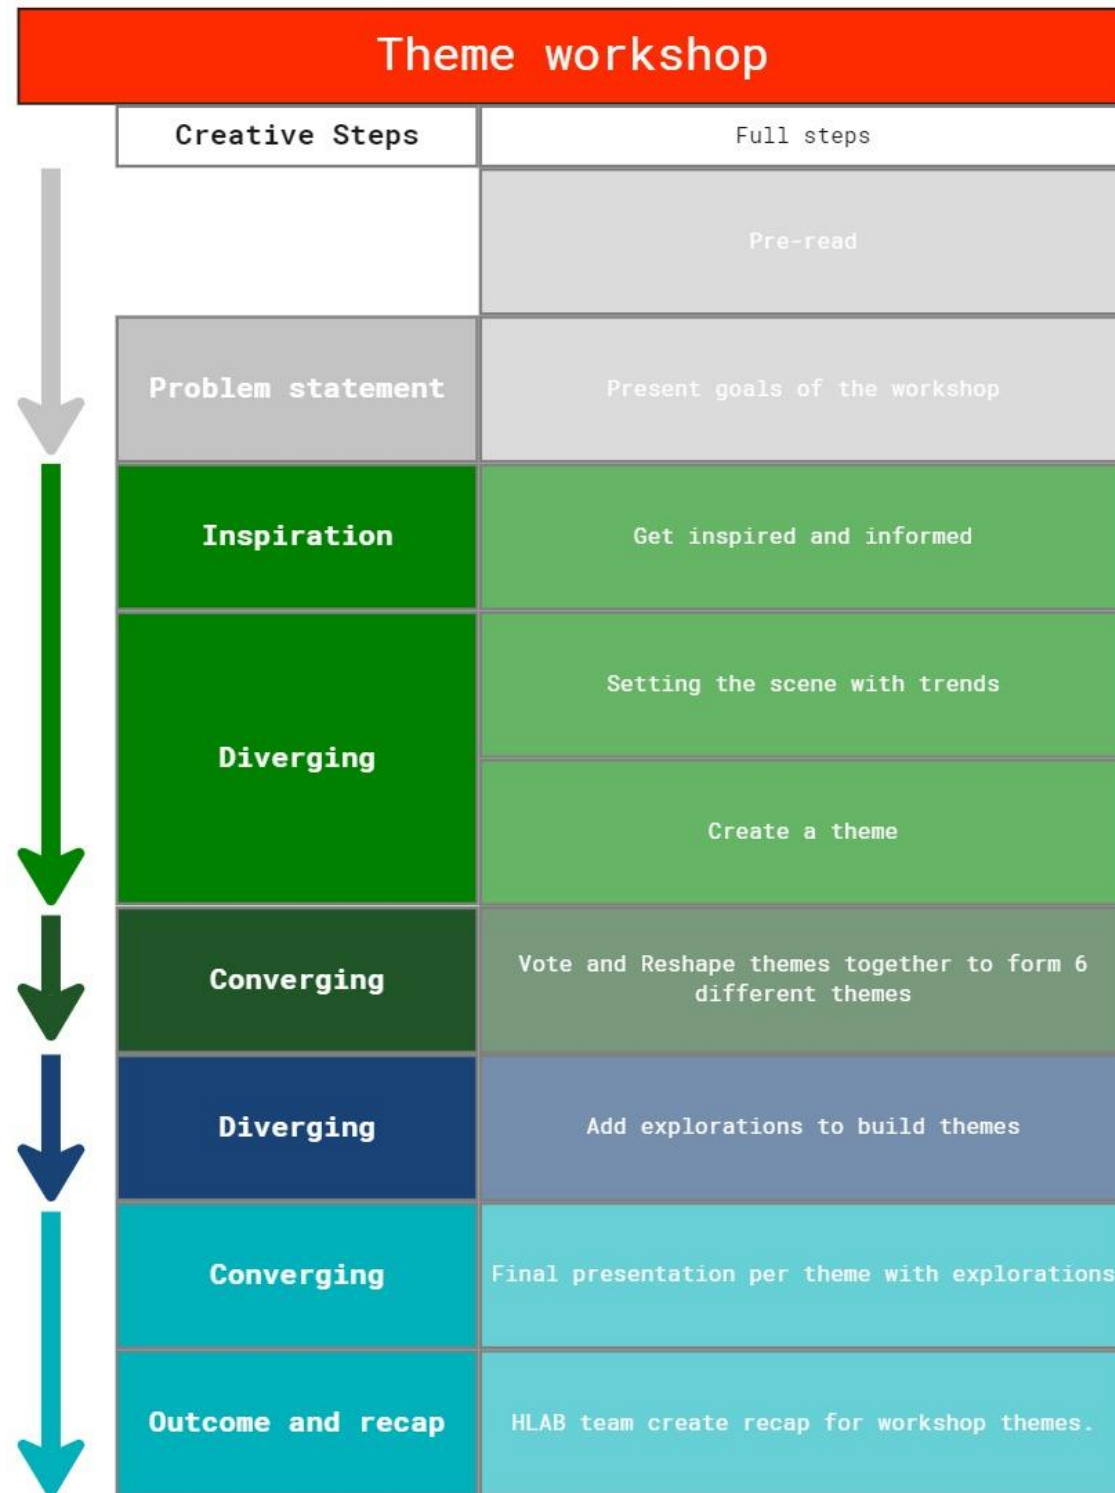 Theme workshop
Creative Steps
Full steps
Pre-read
Problem statement
Present goals of the workshop
Inspiration
Get inspired and informed
Diverging
Setting the scene with trends
Create a theme
Converging
Vote and Reshape themes together to form 6
different themes
Diverging
Add explorations to build themes
Converging
Final presentation per theme with explorations
Outcome and recap
HLAB team create recap for workshop themes.